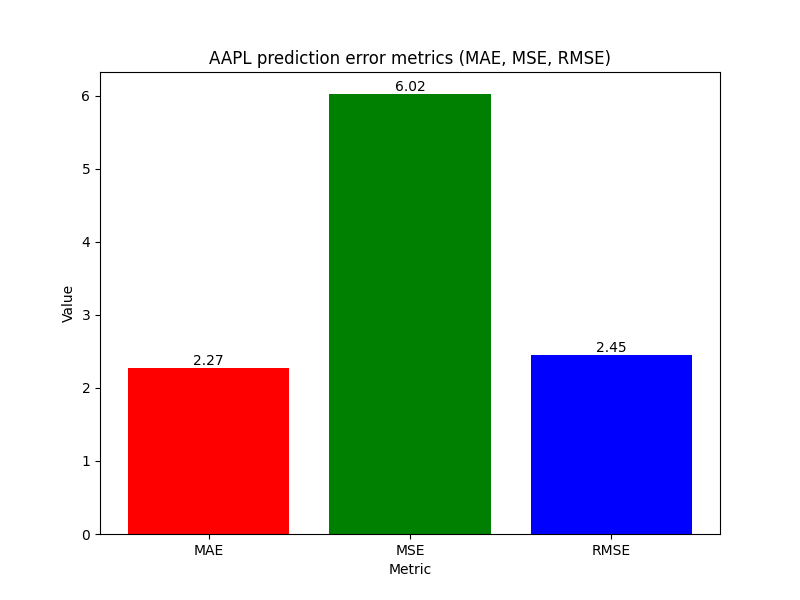 AAPL prediction error metrics (MAE, MSE, RMSE)
6.02
6
5
4
3
2
1
0
Value
2.27
2.45
MAE
MSE
RMSE
Metric